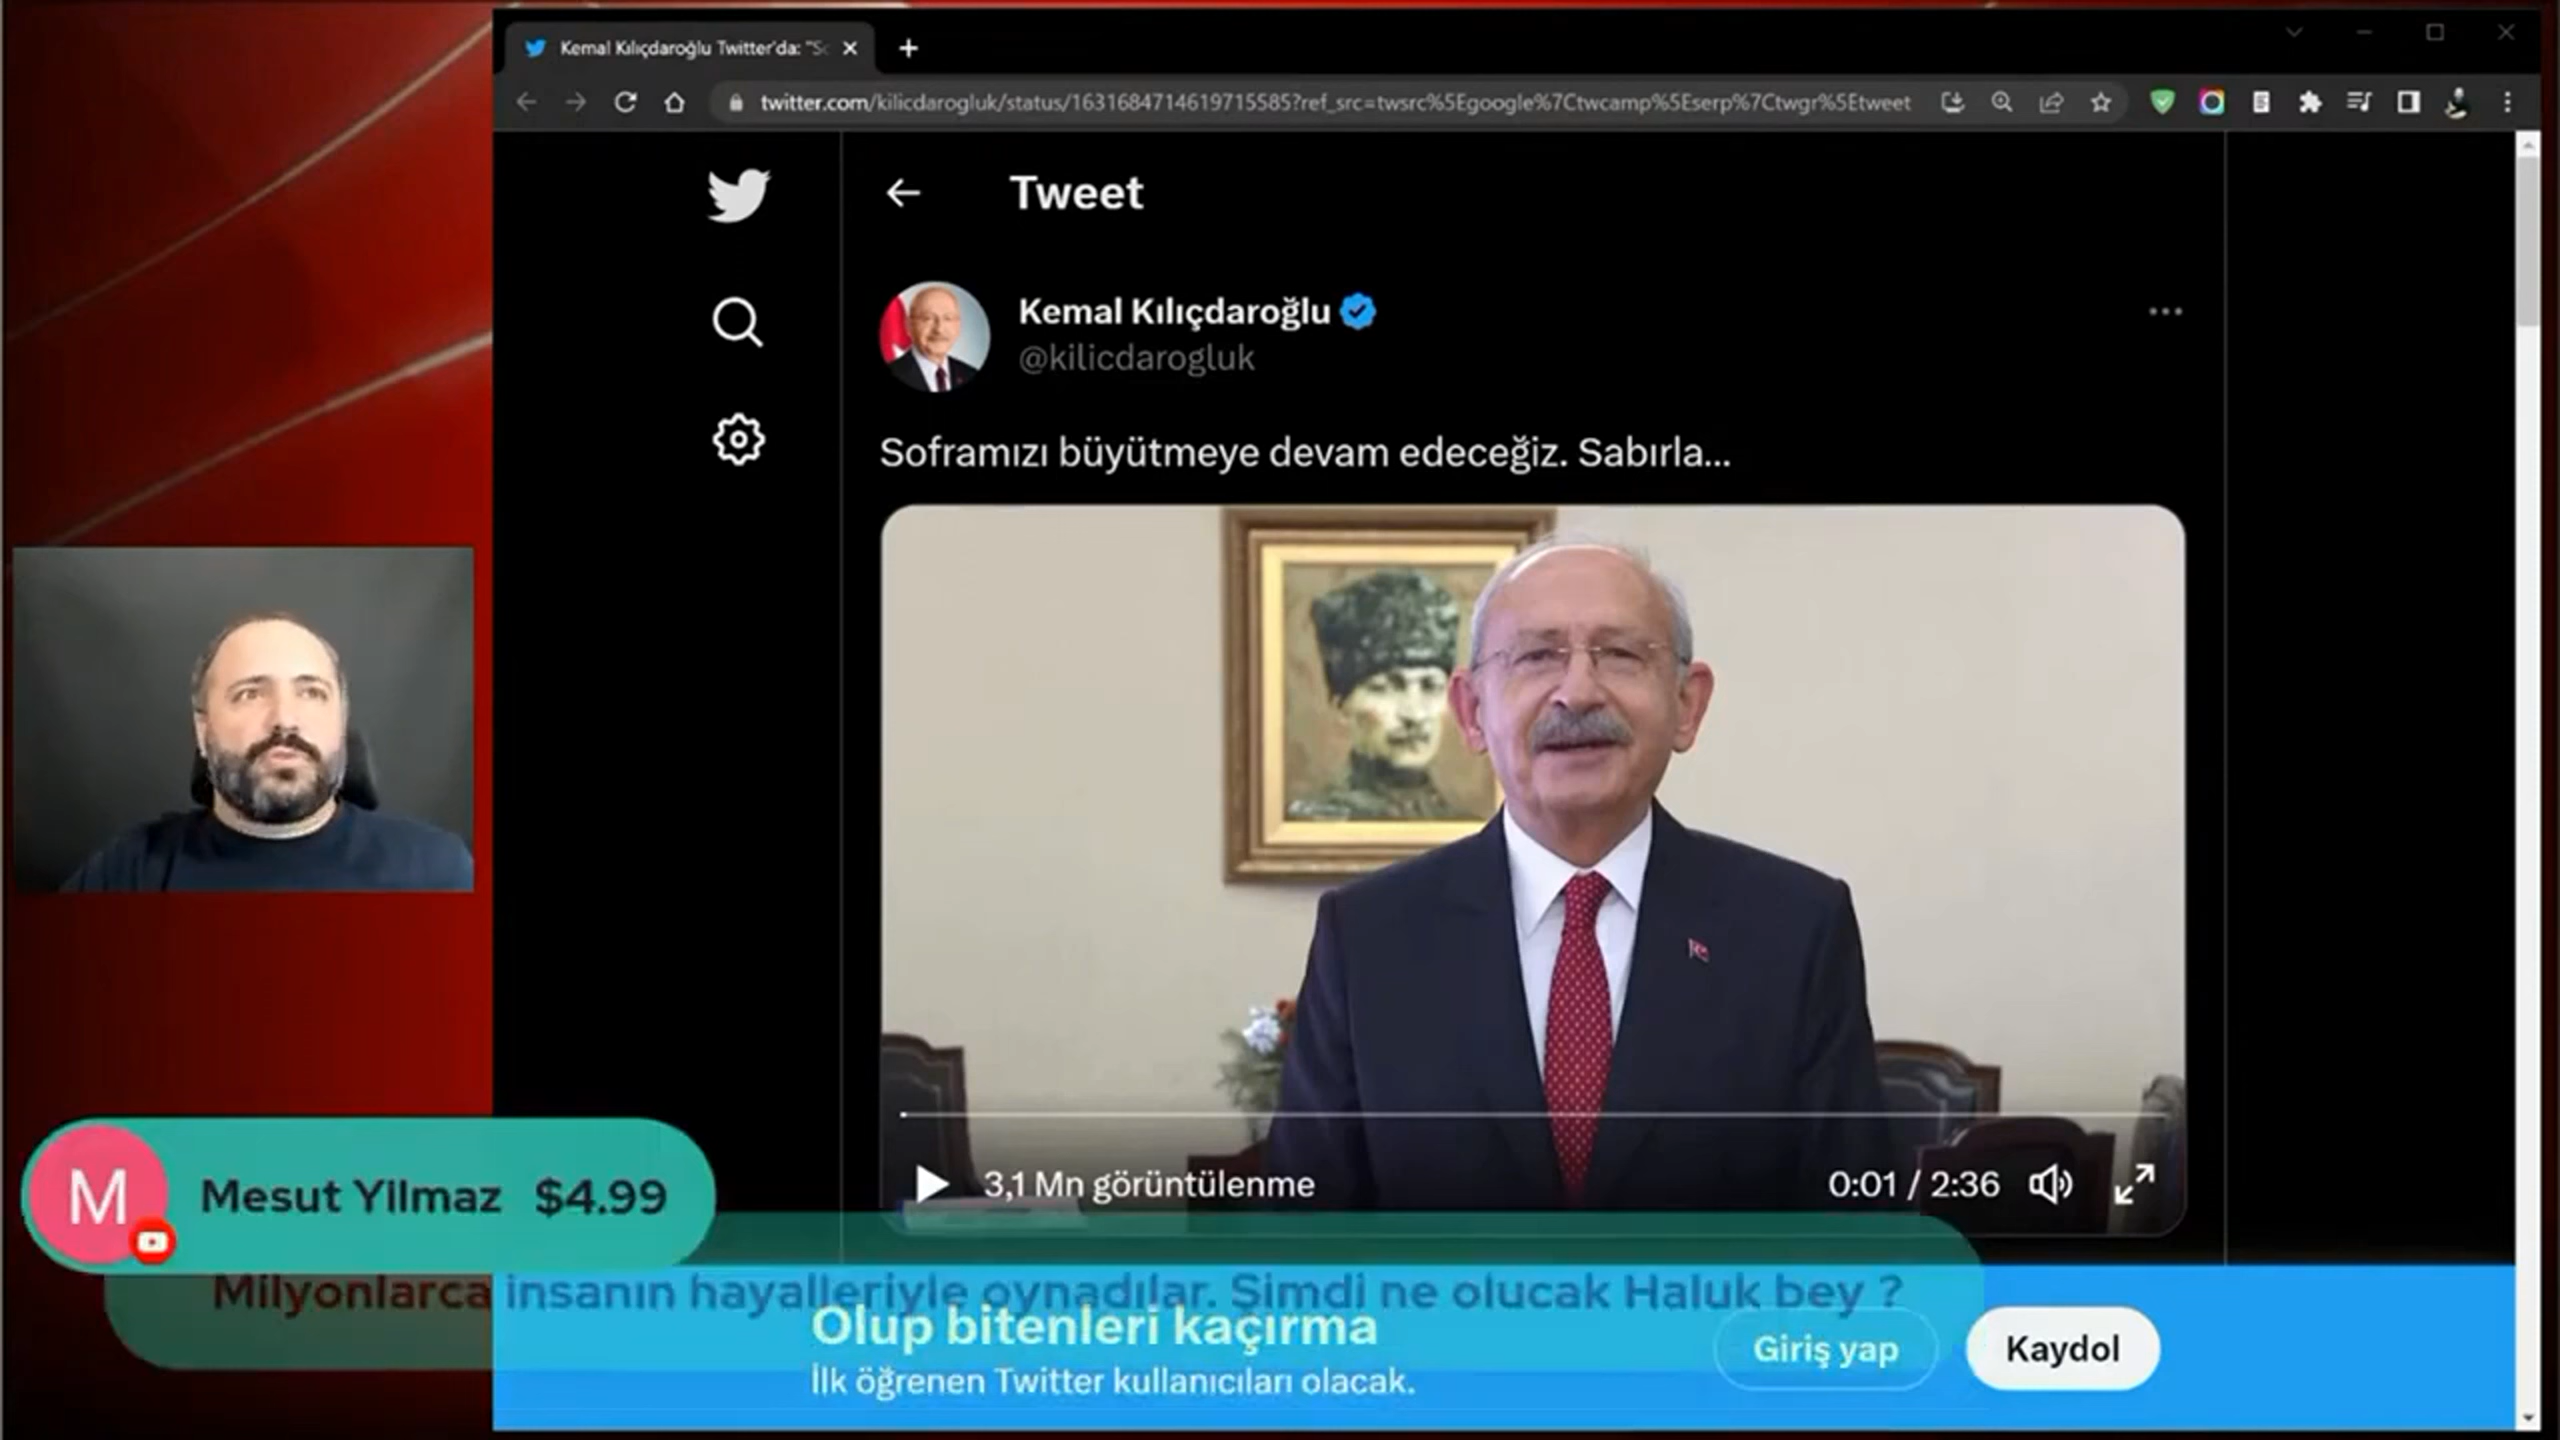 Kemal Kılıçdaroğlu Twitter'da: "So
twitter.com/kilicdarogluk/status/1631684714619715585?ref_src=twsrc%5Egoogle%7Ctwcamp%5Eserp%7Ctwgr%5Etweet
Tweet
Kemal Kılıçdaroğlu
@kilicdarogluk
Soframızı büyütmeye devam edeceğiz. Sabırla...
3,1 Mn görüntülenme
0:01 / 2:36
M
Mesut Yilmaz $4.99
Milyonlarca insanın hayalleriyle oynadılar. Şimdi ne olucak Haluk bey ?
Olup bitenleri kaçırma
İlk öğrenen Twitter kullanıcıları olacak.
Giriş yap
Kaydol